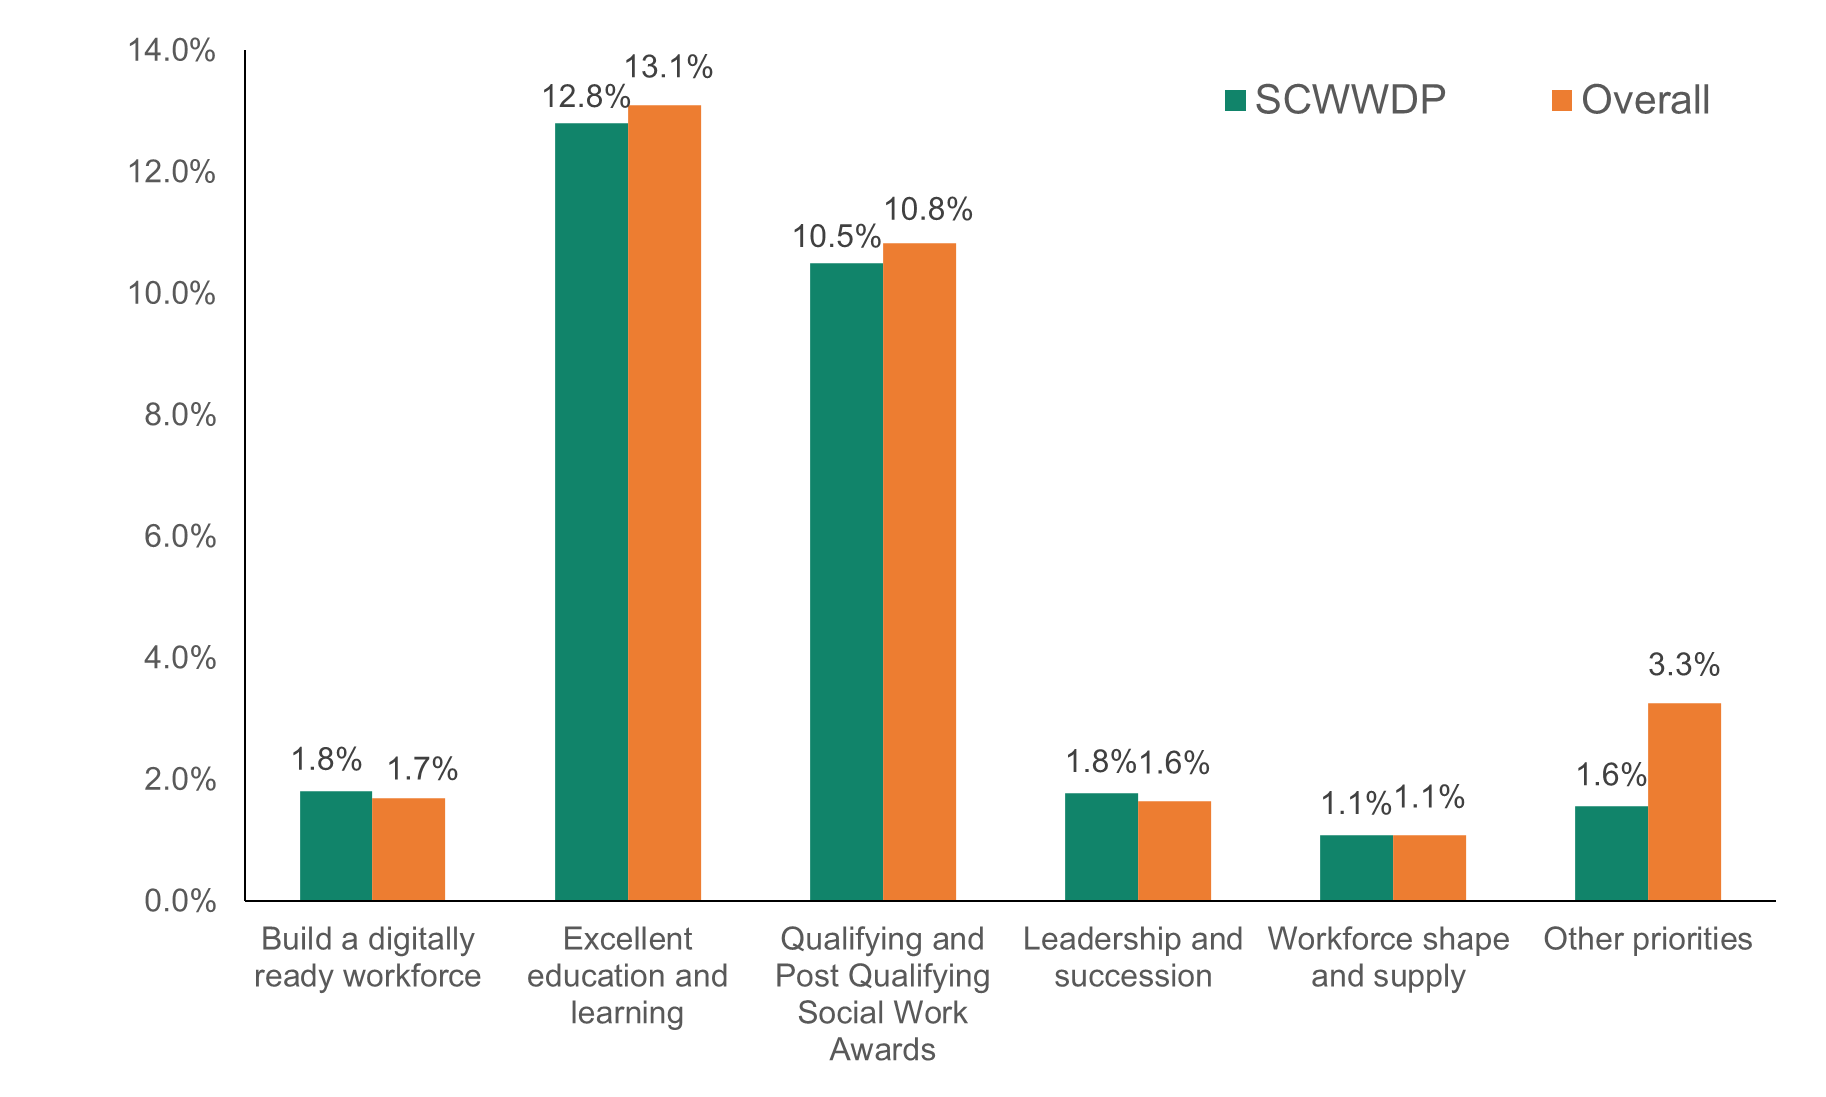 14.0%
12.0%
10.0%
8.0%
6.0%
4.0%
2.0%
0.0%
SCWWDP
Overall
1.8%
1.7%
12.8%
13.1%
10.5%
10.8%
1.8%
1.6%
1.1%
1.1%
1.6%
3.3%
Build a digitally
ready workforce
Excellent
education and
learning
Qualifying and
Post Qualifying
Social Work
Awards
Leadership and
succession
Workforce shape
and supply
Other priorities